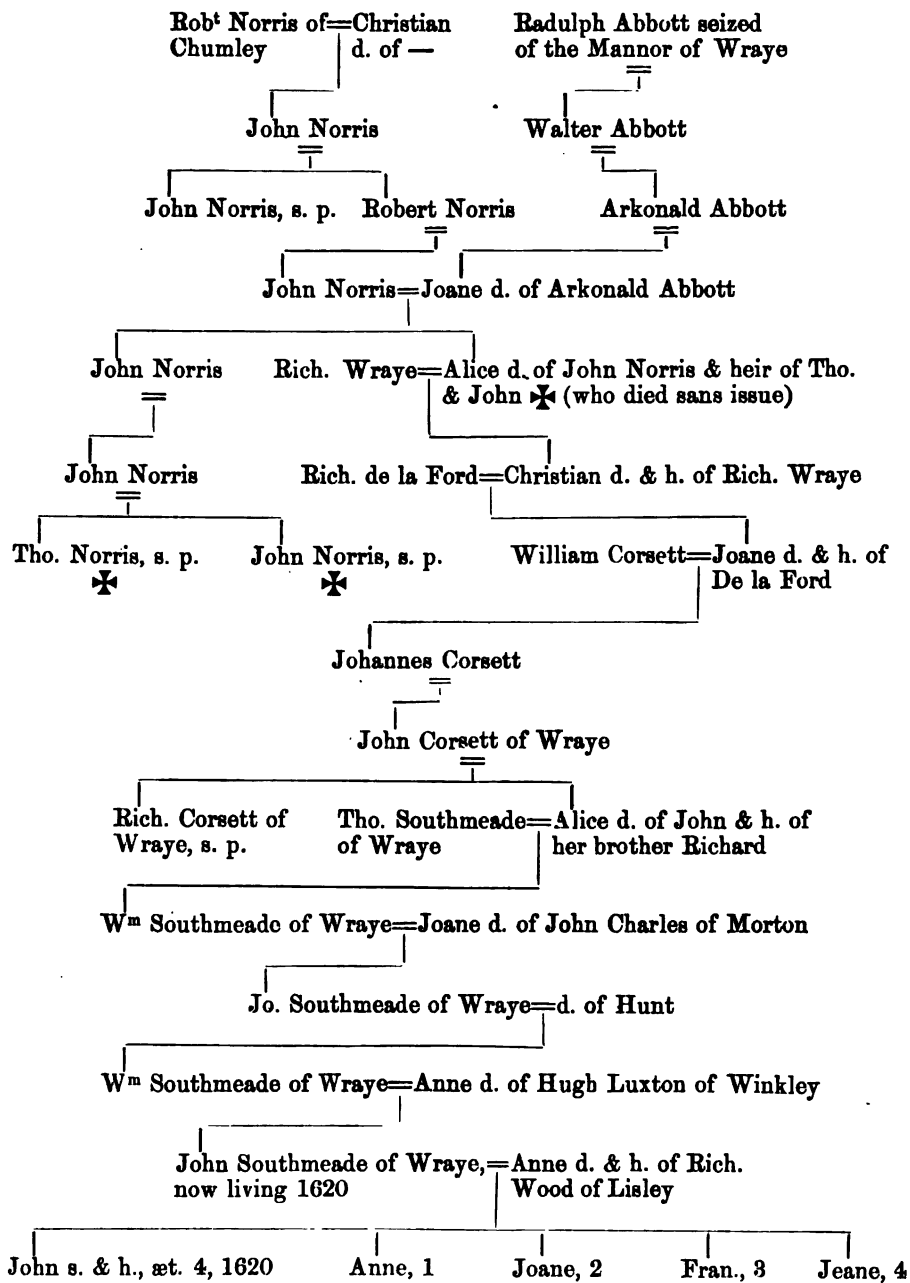 Robᵗ Norris of=Christian
Chumley d. of —
Radulph Abbott seized
of the Mannor of Wraye
John Norris
Walter Abbott
John Norris, s. p.
Robert Norris
Arkonald Abbott
John Norris=Joane d. of Arkonald Abbott
John Norris
Rich. Wraye=Alice d. of John Norris & heir of Tho.
& John ✠ (who died sans issue)
John Norris
Rich. de la Ford=Christian d. & h. of Rich. Wraye
Tho. Norris, s. p.
✠
John Norris, s. p.
✠
William Corsett=Joane d. & h. of
De la Ford
Johannes Corsett
John Corsett of Wraye
Rich. Corsett of
Wraye, s. p.
Tho. Southmeade=Alice d. of John & h. of
of Wraye her brother Richard
Wᵐ Southmeade of Wraye=Joane d. of John Charles of Morton
Jo. Southmeade of Wraye=d. of Hunt
Wᵐ Southmeade of Wraye=Anne d. of Hugh Luxton of Winkley
John Southmeade of Wraye,=Anne d. & h. of Rich.
now living 1620 Wood of Lisley
John s. & h., æt. 4, 1620 Anne, 1 Joane, 2 Fran., 3 Jeane, 4